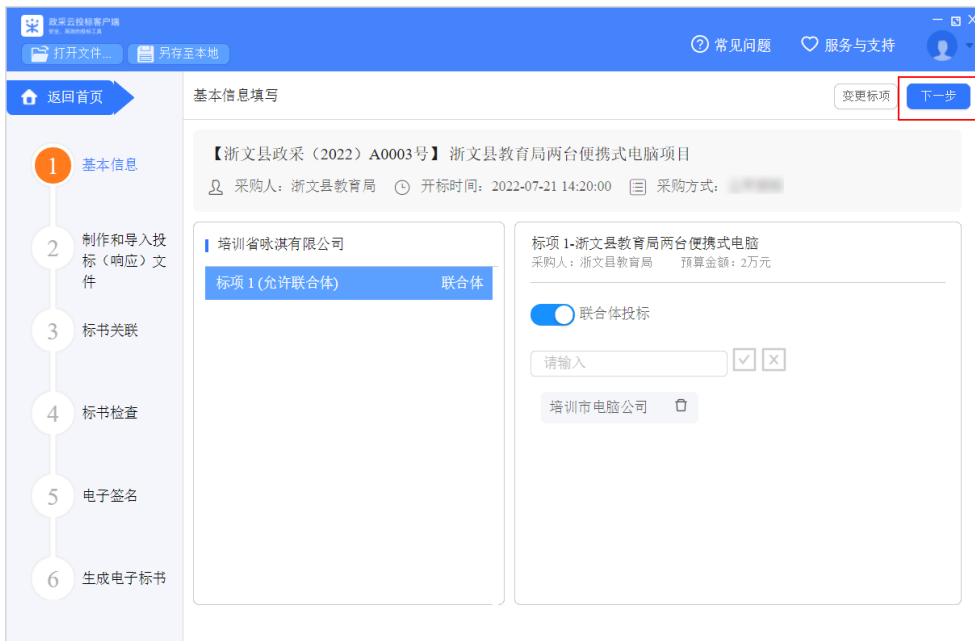 政采云投标客户端
安全、高效的投标工具
打开文件... 另存至本地
常见问题 服务与支持
返回首页
基本信息填写
变更标项 下一步
1 基本信息
2 制作和导入投
标（响应）文
件
3 标书关联
4 标书检查
5 电子签名
6 生成电子标书
【浙文县政采（2022）A0003号】 浙文县教育局两台便携式电脑项目
采购人：浙文县教育局 开标时间：2022-07-21 14:20:00 采购方式：
培训省咏淇有限公司
标项 1 (允许联合体) 联合体
标项 1-浙文县教育局两台便携式电脑
采购人：浙文县教育局 预算金额：2万元
联合体投标
请输入
培训市电脑公司